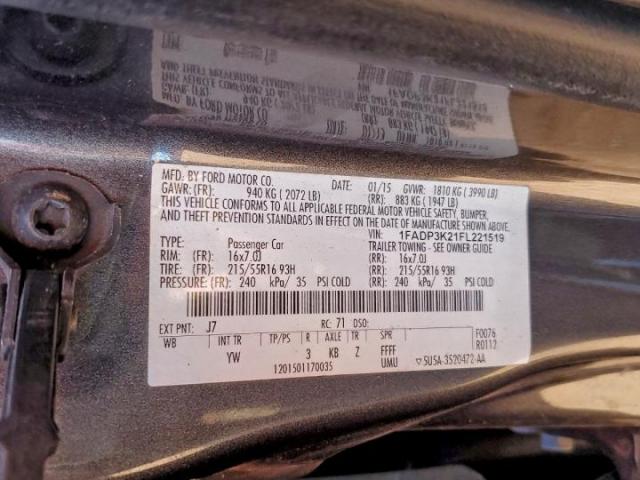 MFD. BY FORD MOTOR CO. DATE: 01/15 GVWR: 1810 KG ( 3990 LB)
GAWR: (FR): 940 KG ( 2072 LB) (RR): 883 KG (1947 LB)
THIS VEHICLE CONFORMS TO ALL APPLICABLE FEDERAL MOTOR VEHICLE SAFETY, BUMPER,
AND THEFT PREVENTION STANDARDS IN EFFECT ON THE DATE OF MANUFACTURE SHOWN ABOVE.
VIN: 1FADP3K21FL221519
TYPE: Passenger Car TRAILER TOWING - SEE OWNER GUIDE
RIM: (FR): 16x7.0J (RR): 16x7.0J
TIRE: (FR): 215/55R16 93H (RR): 215/55R16 93H
PRESSURE: (FR): 240 kPa/ 35 PSI COLD (RR): 240 kPa/ 35 PSI COLD
EXT PNT: J7 RC: 71 DSO: F0076
WB INT TR TP/PS R AXLE TR SPR R0112
YW 3 KB Z FFFF
UMU
1201501170035 5U5A-3520472-AA